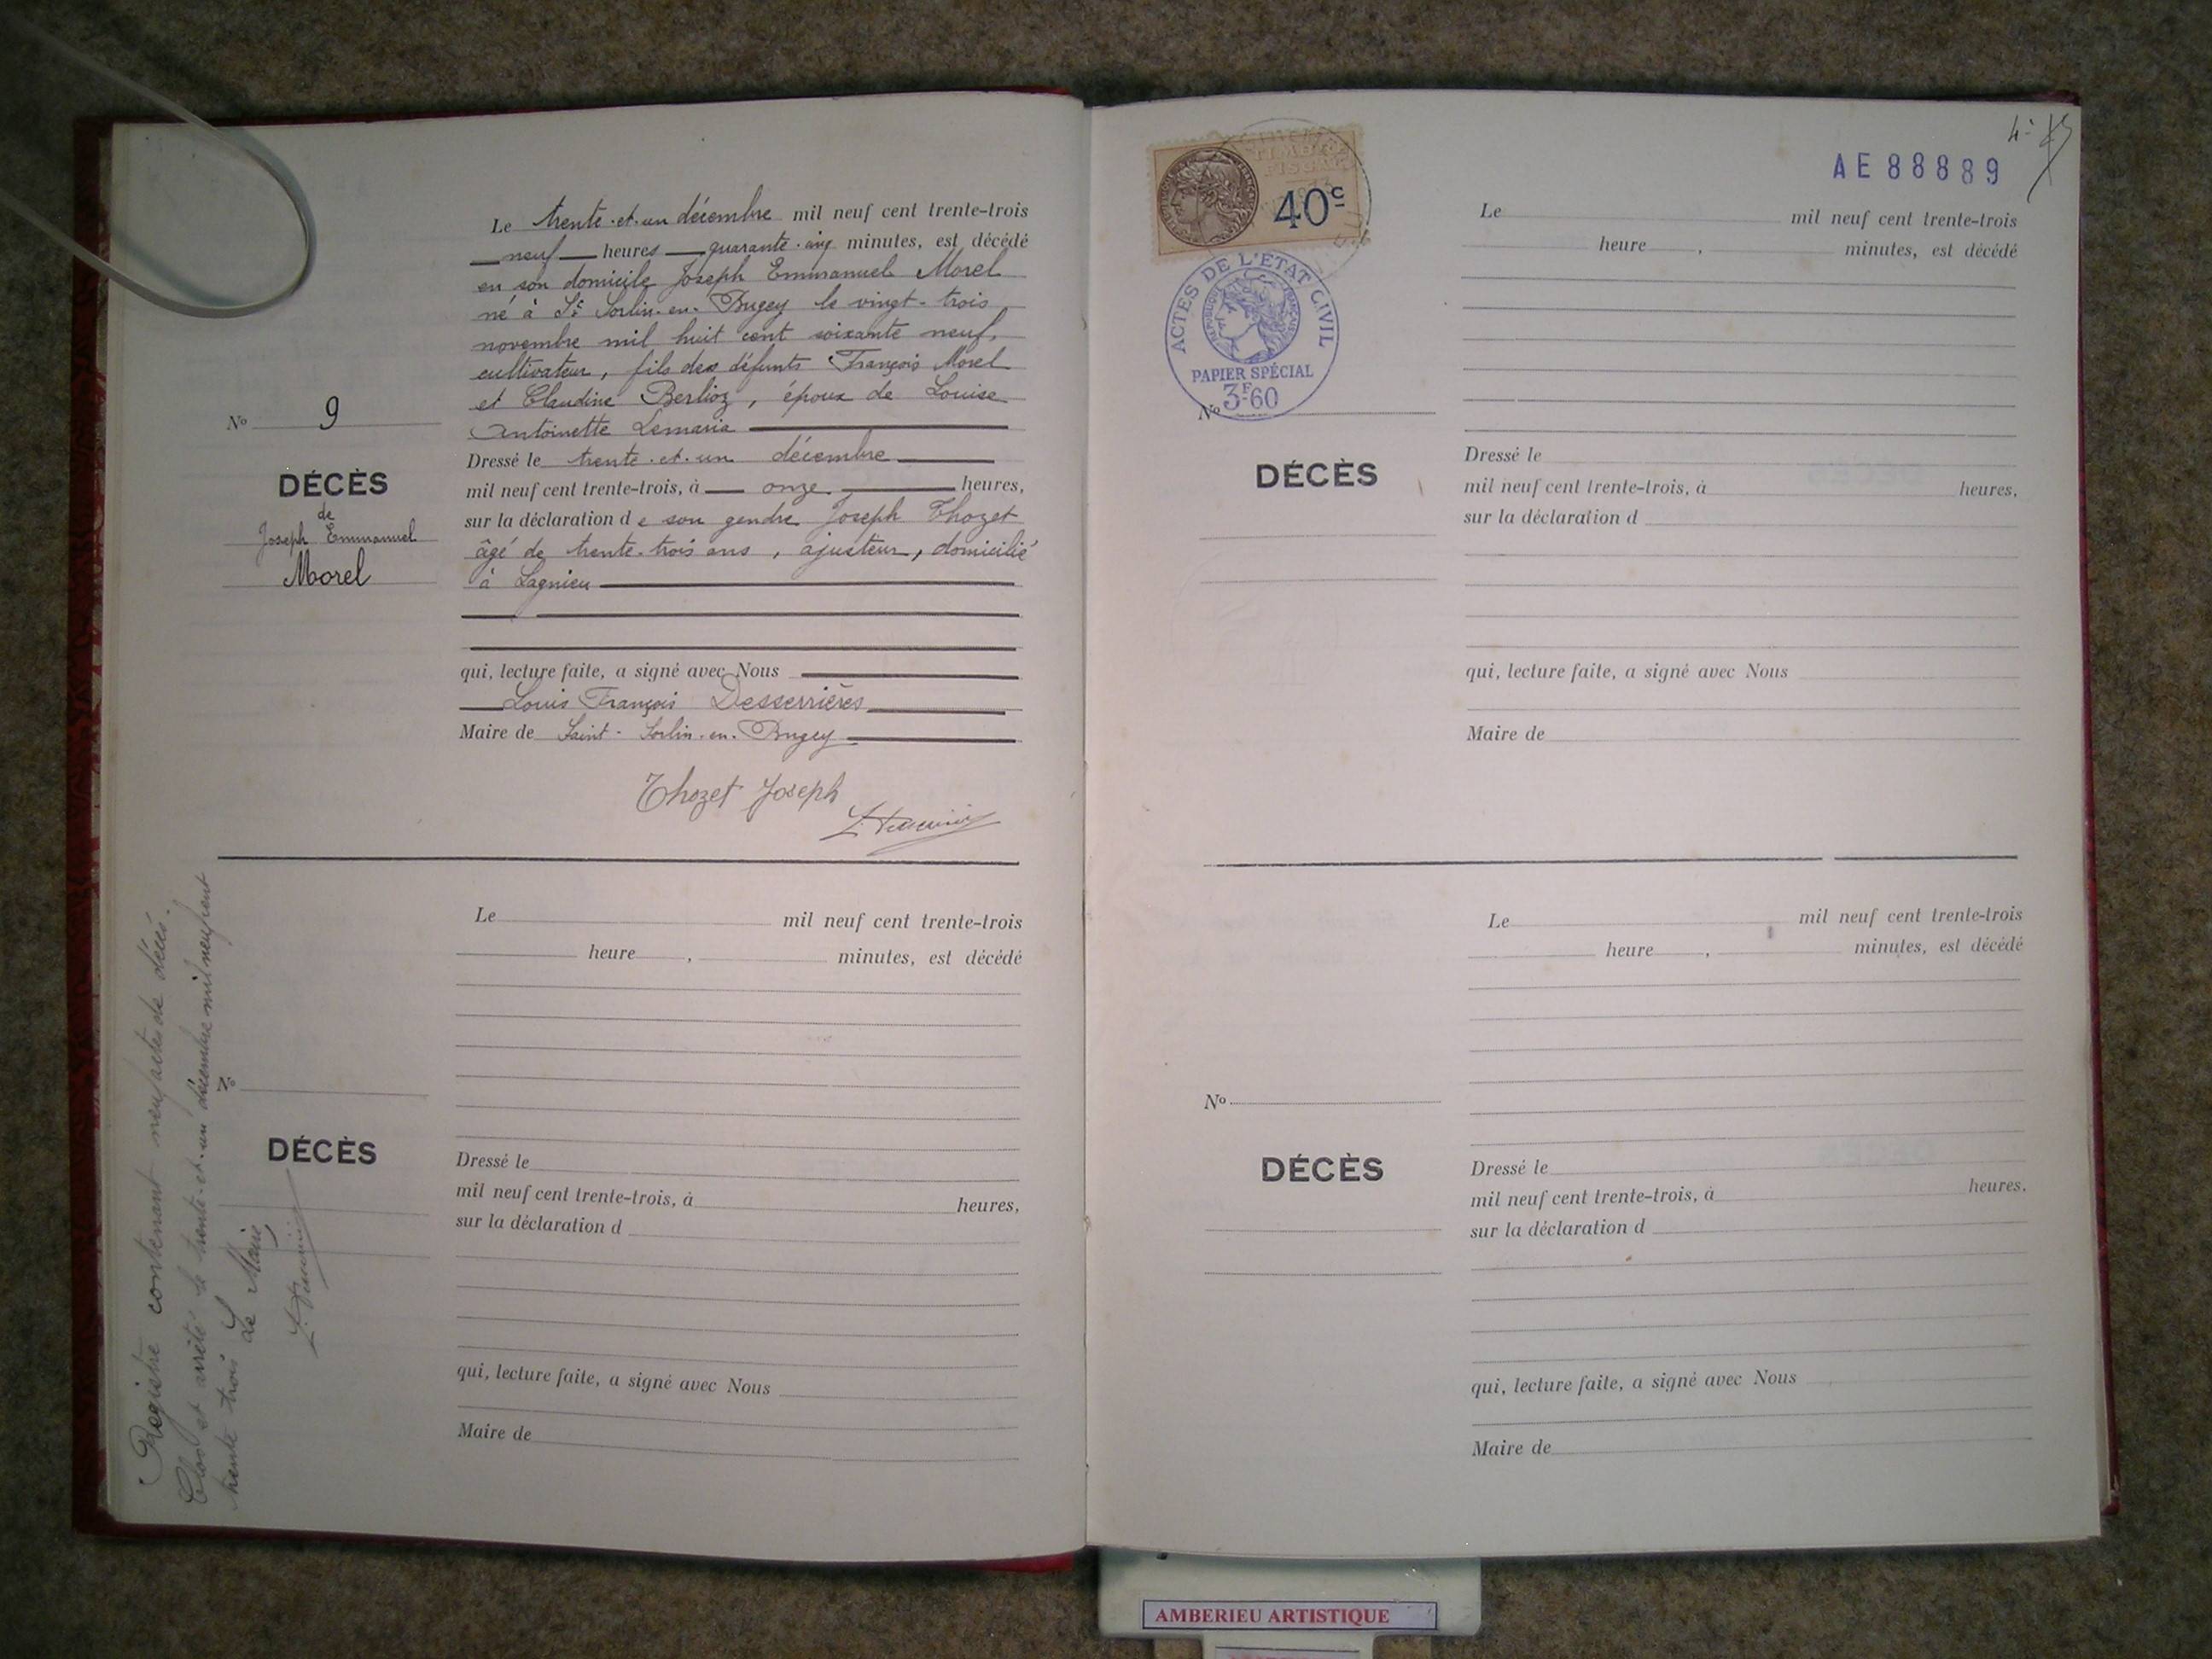 Le trente-et-un décembre mil neuf cent trente-trois
neuf heures quarante-cinq minutes, est décédé
en son domicile Joseph Emmanuel Morel
né à St Sorlin-en-Bugey le vingt-trois
novembre mil huit cent soixante neuf,
cultivateur, fils des défunts François Morel
et Claudine Berlioz, époux de Louise
Antoinette Lemaria
Dressé le trente-et-un décembre
mil neuf cent trente-trois, à onze heures,
sur la déclaration de son gendre Joseph Thozet
âgé de trente-trois ans, ajusteur, domicilié
à Lagnieu
qui, lecture faite, a signé avec Nous
Louis François Desserrières
Maire de Saint-Sorlin-en-Bugey
Thozet Joseph
No 9
DÉCÈS
de
Joseph Emmanuel
Morel
Le mil neuf cent trente-trois
heure , minutes, est décédé
No
DÉCÈS
Dressé le
mil neuf cent trente-trois, à heures,
sur la déclaration d
qui, lecture faite, a signé avec Nous
Maire de
Registre contenant neuf actes de décès.
Clos et arrêté le trente-et-un décembre mil neuf cent
trente trois
Le Maire
40c
ACTES DE L'ÉTAT CIVIL
RÉPUBLIQUE FRANÇAISE
PAPIER SPÉCIAL
3F60
AE 88889
Le mil neuf cent trente-trois
heure , minutes, est décédé
No
DÉCÈS
Dressé le
mil neuf cent trente-trois, à heures,
sur la déclaration d
qui, lecture faite, a signé avec Nous
Maire de
Le mil neuf cent trente-trois
heure , minutes, est décédé
No
DÉCÈS
Dressé le
mil neuf cent trente-trois, à heures,
sur la déclaration d
qui, lecture faite, a signé avec Nous
Maire de
AMBERIEU ARTISTIQUE